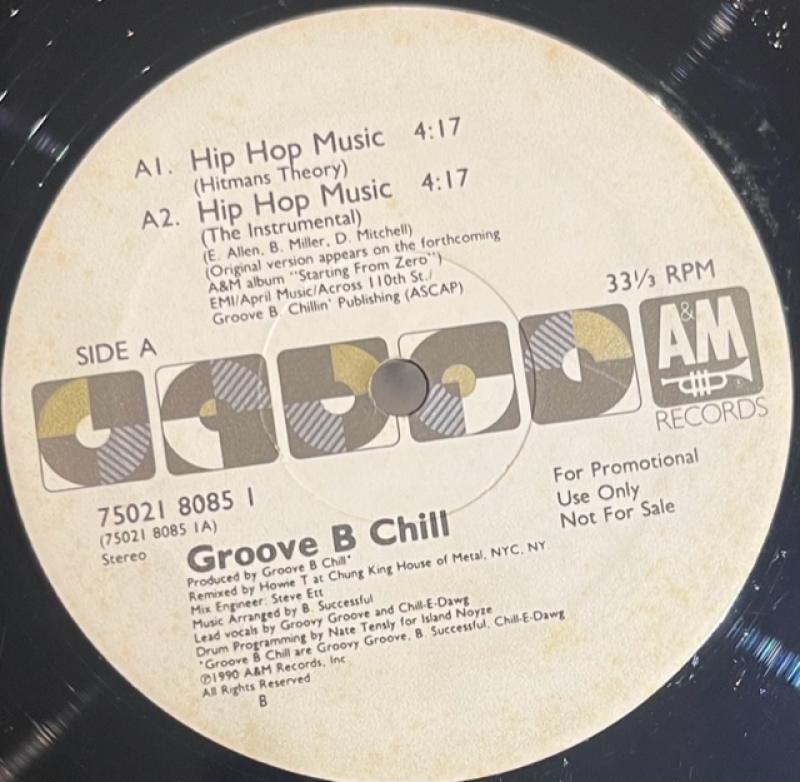 A1. Hip Hop Music 4:17
(Hitmans Theory)
A2. Hip Hop Music 4:17
(The Instrumental)
(E. Allen, B. Miller, D. Mitchell)
(Original version appears on the forthcoming
A&M album "Starting From Zero")
EMI/April Music/Across 110th St./
Groove B. Chillin' Publishing (ASCAP)
33⅓ RPM
SIDE A
A&M
RECORDS
75021 8085 1
(75021 8085 1A)
Stereo
For Promotional
Use Only
Not For Sale
Groove B Chill
Produced by Groove B Chill*
Remixed by Howie T at Chung King House of Metal, NYC, NY
Mix Engineer: Steve Ett
Music Arranged by B. Successful
Lead vocals by Groovy Groove and Chill-E-Dawg
Drum Programming by Nate Tensly for Island Noyze
*Groove B Chill are Groovy Groove, B. Successful, Chill-E-Dawg
℗1990 A&M Records, Inc.
All Rights Reserved
B